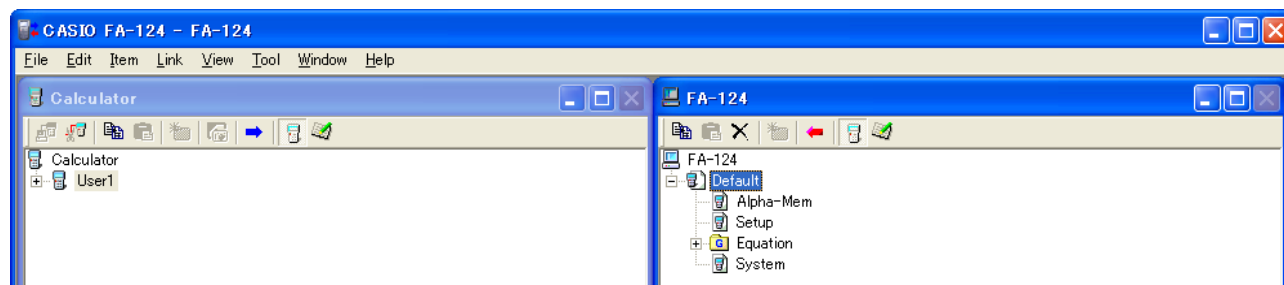 CASIO FA-124 - FA-124
File Edit Item Link View Tool Window Help
Calculator
Calculator
User1
FA-124
FA-124
Default
Alpha-Mem
Setup
G Equation
System